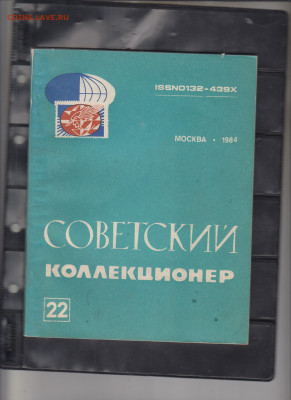 ISSN0132-439X
МОСКВА • 1984
СОВЕТСКИЙ
КОЛЛЕКЦИОНЕР
22